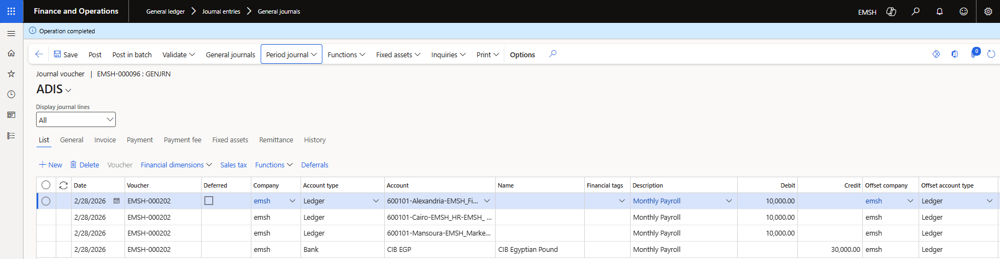 Finance and Operations General ledger Journal entries General journals EMSH
Operation completed
Save Post Post in batch Validate General journals Period journal Functions Fixed assets Inquiries Print Options 0
Journal voucher | EMSH-000096 : GENJRN
ADIS
Display journal lines
All
List General Invoice Payment Payment fee Fixed assets Remittance History
New Delete Voucher Financial dimensions Sales tax Functions Deferrals
Date Voucher Deferred Company Account type Account Name Financial tags Description Debit Credit Offset company Offset account type
2/28/2026 EMSH-000202 emsh Ledger 600101-Alexandria-EMSH_Fi... Monthly Payroll 10,000.00 emsh Ledger
2/28/2026 EMSH-000202 emsh Ledger 600101-Cairo-EMSH_HR-EMSH_ ... Monthly Payroll 10,000.00 emsh Ledger
2/28/2026 EMSH-000202 emsh Ledger 600101-Mansoura-EMSH_Marke... Monthly Payroll 10,000.00 emsh Ledger
2/28/2026 EMSH-000202 emsh Bank CIB EGP CIB Egyptian Pound Monthly Payroll 30,000.00 emsh Ledger